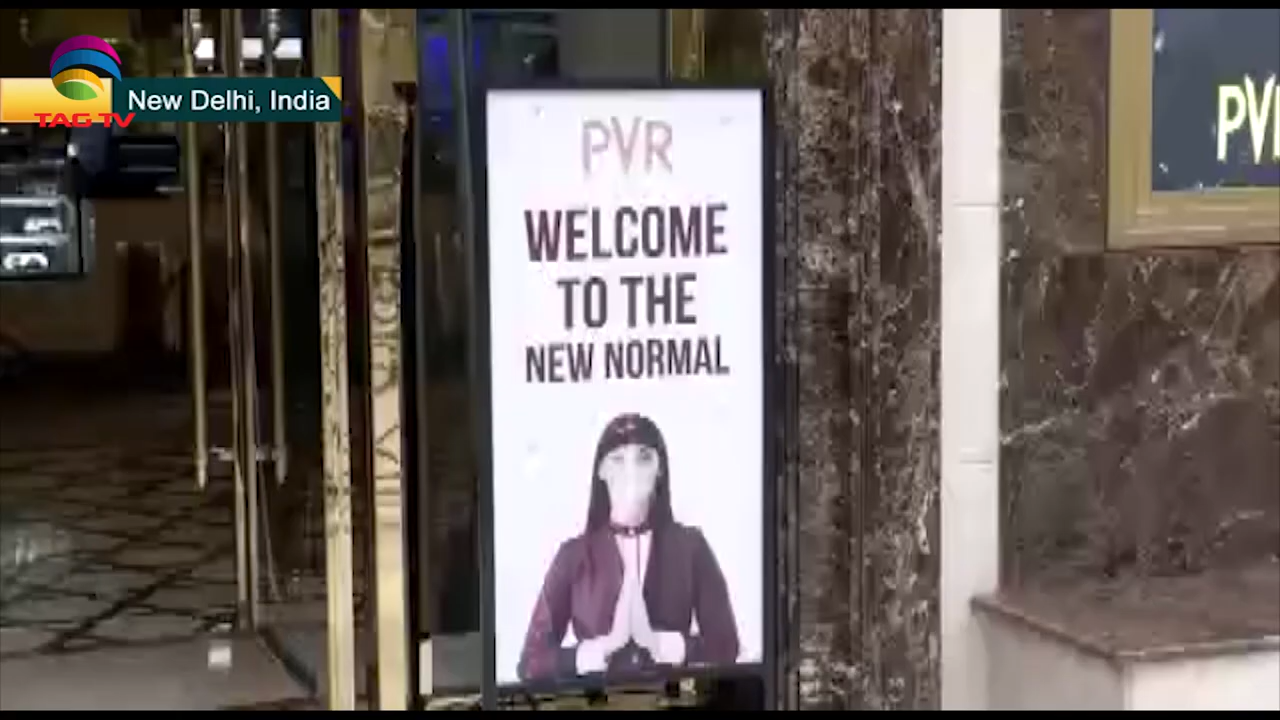 New Delhi, India
TAG TV
PVR
WELCOME
TO THE
NEW NORMAL
PVR